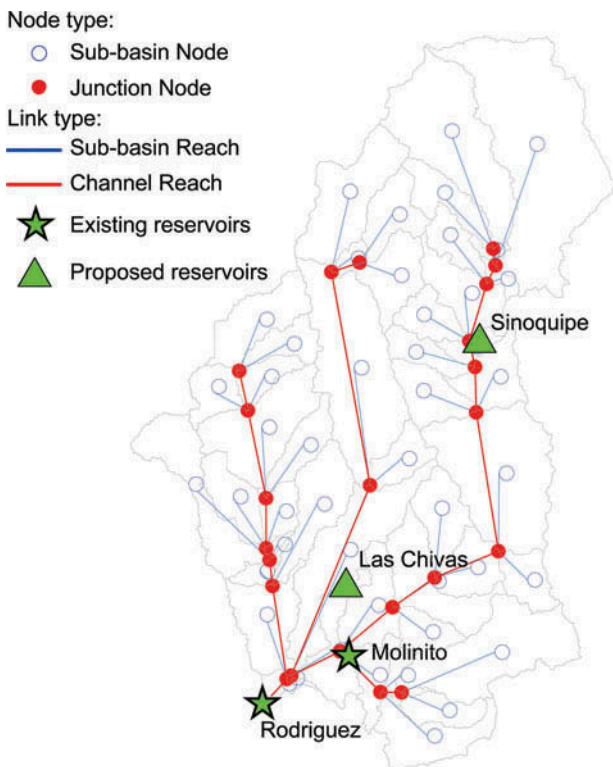 Node type:
Sub-basin Node
Junction Node
Link type:
Sub-basin Reach
Channel Reach
Existing reservoirs
Proposed reservoirs
Sinoquipe
Las Chivas
Molinito
Rodriguez